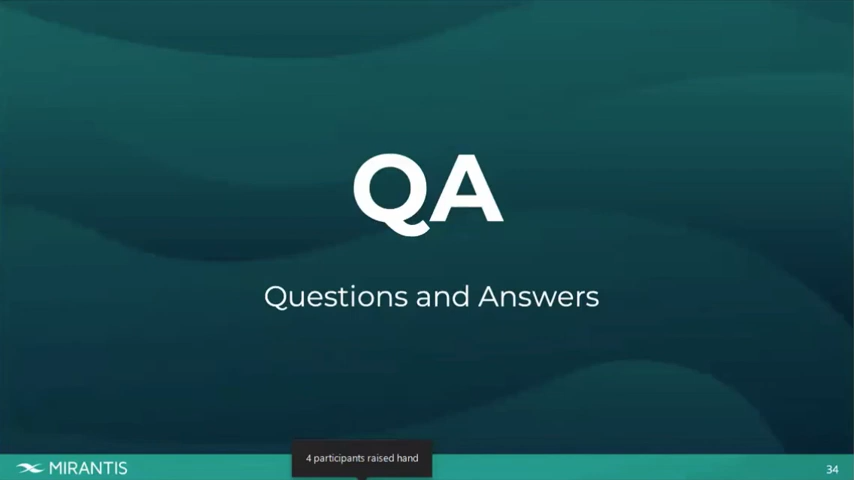 QA
Questions and Answers
4 participants raised hand
MIRANTIS
34